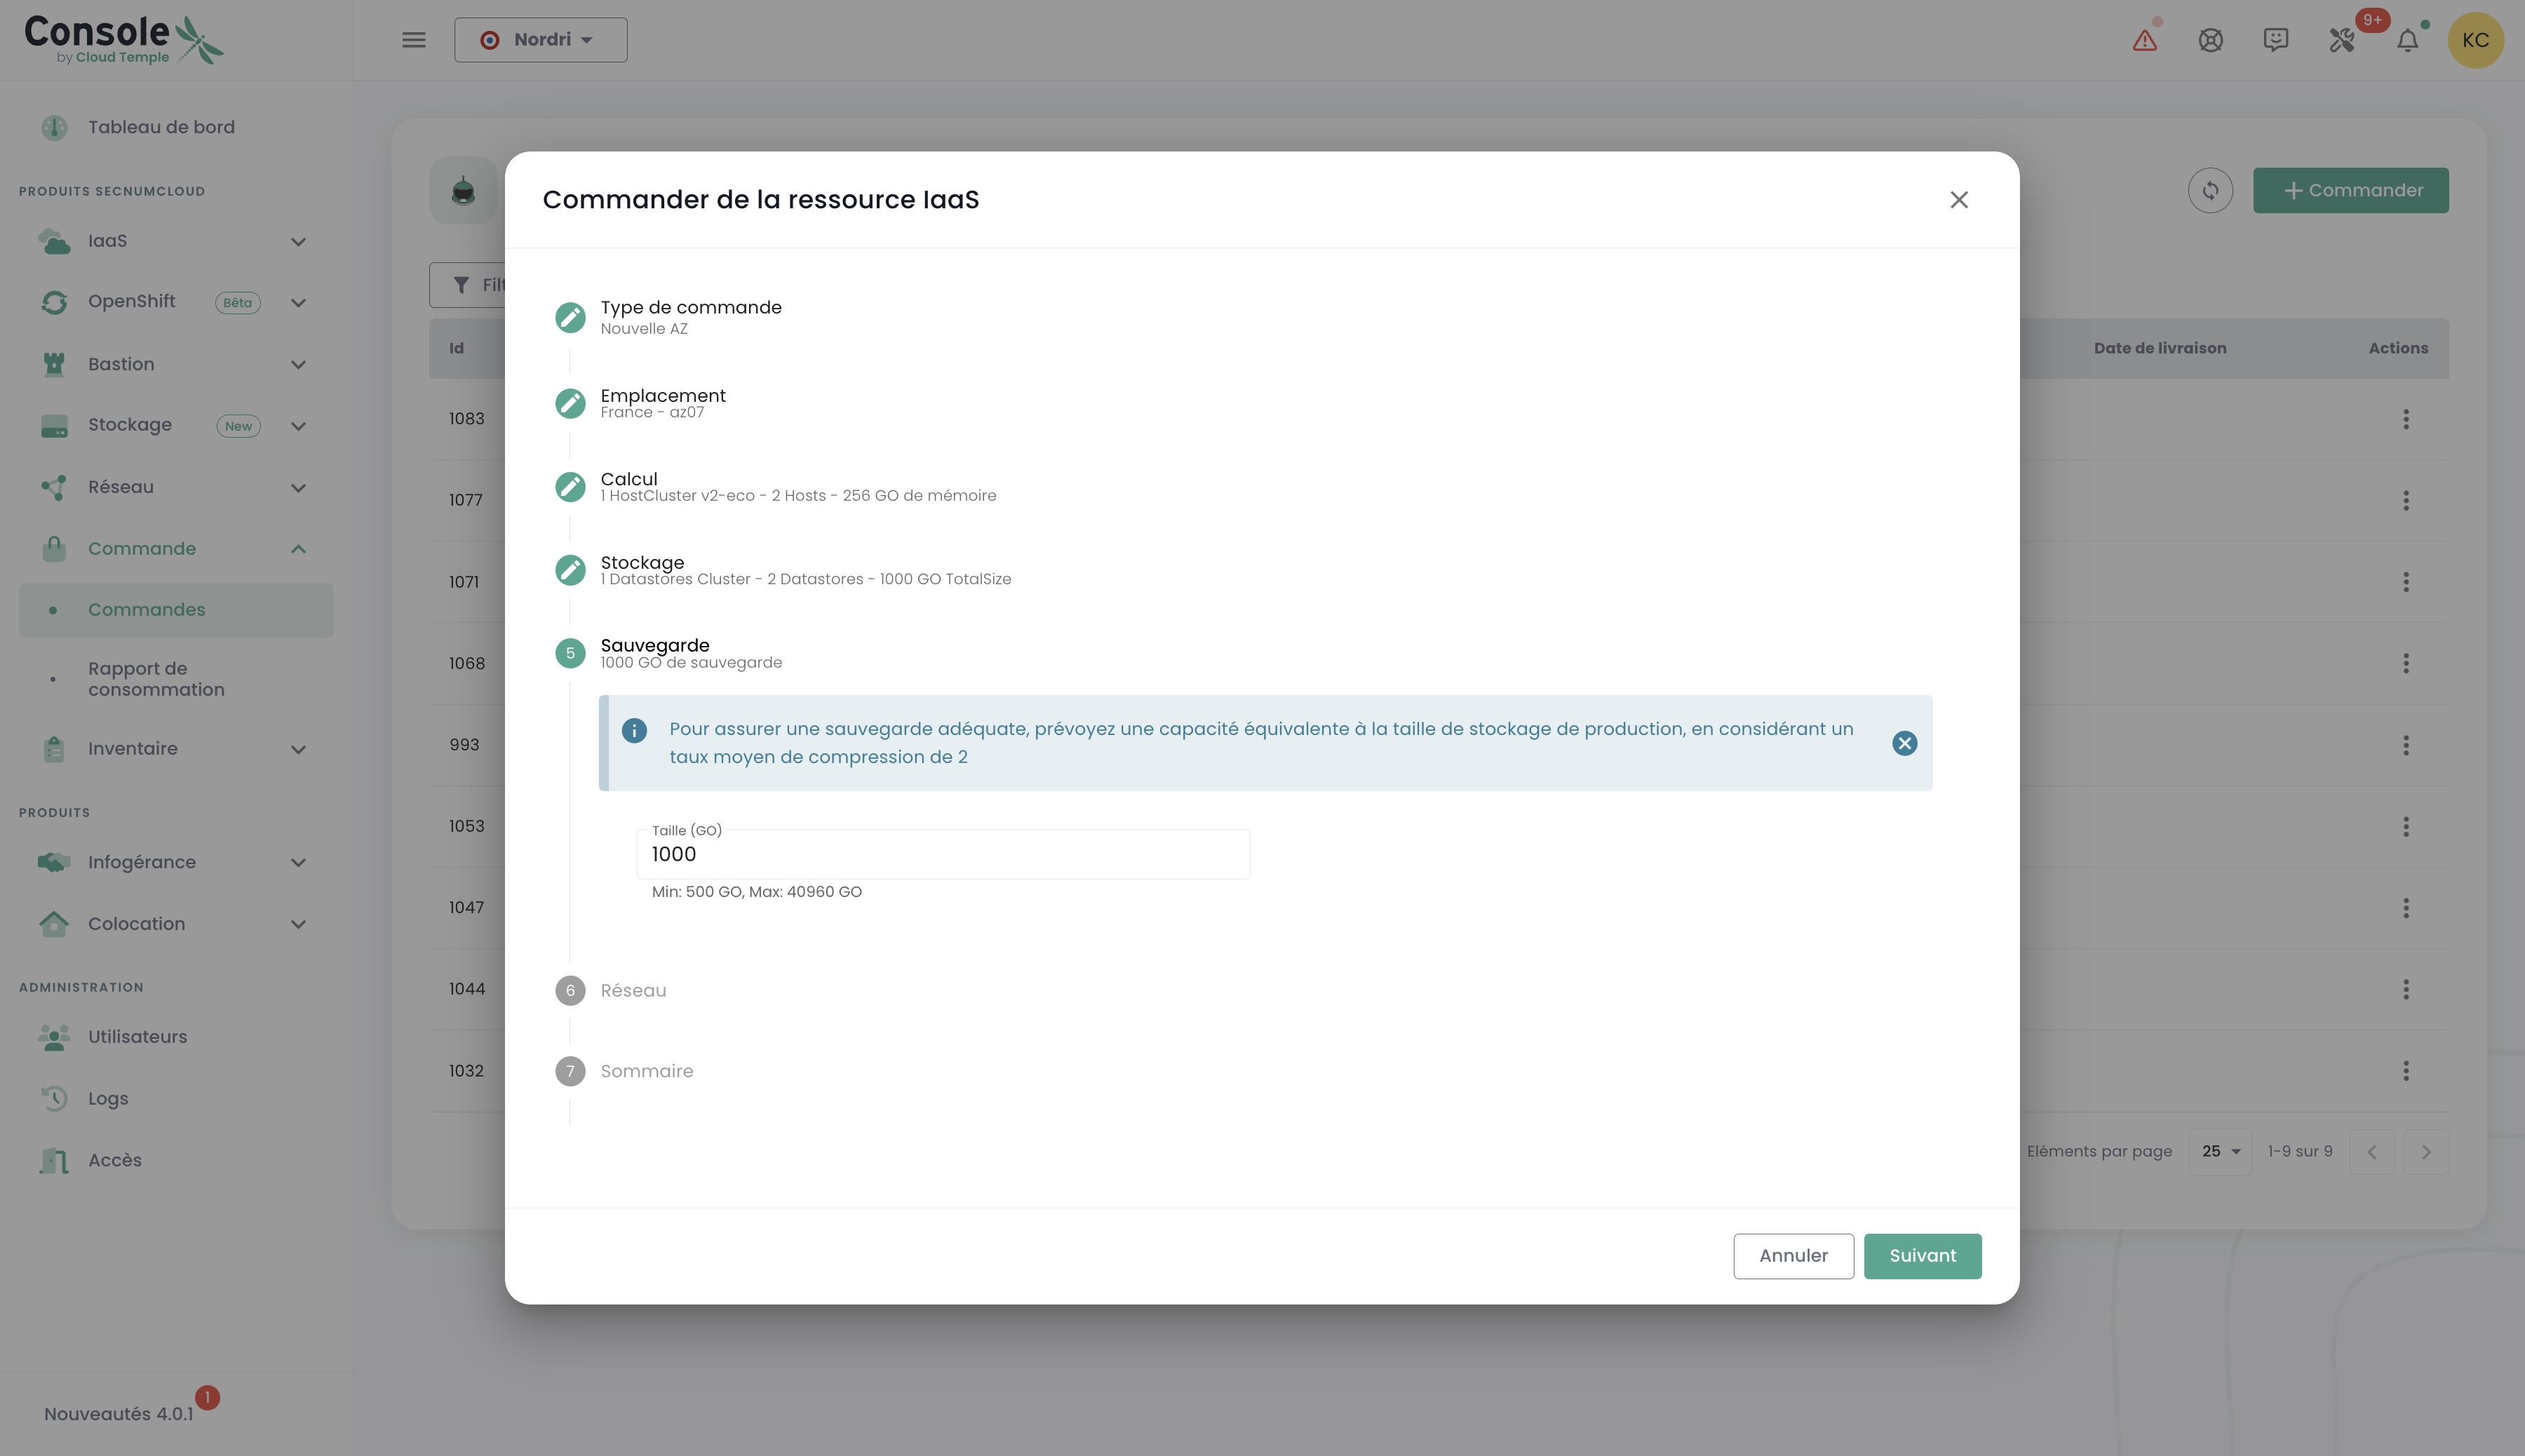 Console
by Cloud Temple
Nordri
9+
KC
Tableau de bord
PRODUITS SECNUMCLOUD
IaaS
OpenShift Bêta
Bastion
Stockage New
Réseau
Commande
Commandes
Rapport de
consommation
Inventaire
PRODUITS
Infogérance
Colocation
ADMINISTRATION
Utilisateurs
Logs
Accès
Nouveautés 4.0.1
1
Commander
Id
Date de livraison
Actions
1083
1077
1071
1068
993
1053
1047
1044
1032
Eléments par page 25 1-9 sur 9
Commander de la ressource IaaS
Type de commande
Nouvelle AZ
Emplacement
France - az07
Calcul
1 HostCluster v2-eco - 2 Hosts - 256 GO de mémoire
Stockage
1 Datastores Cluster - 2 Datastores - 1000 GO TotalSize
5 Sauvegarde
1000 GO de sauvegarde
Pour assurer une sauvegarde adéquate, prévoyez une capacité équivalente à la taille de stockage de production, en considérant un
taux moyen de compression de 2
Taille (GO)
1000
Min: 500 GO, Max: 40960 GO
6 Réseau
7 Sommaire
Annuler
Suivant